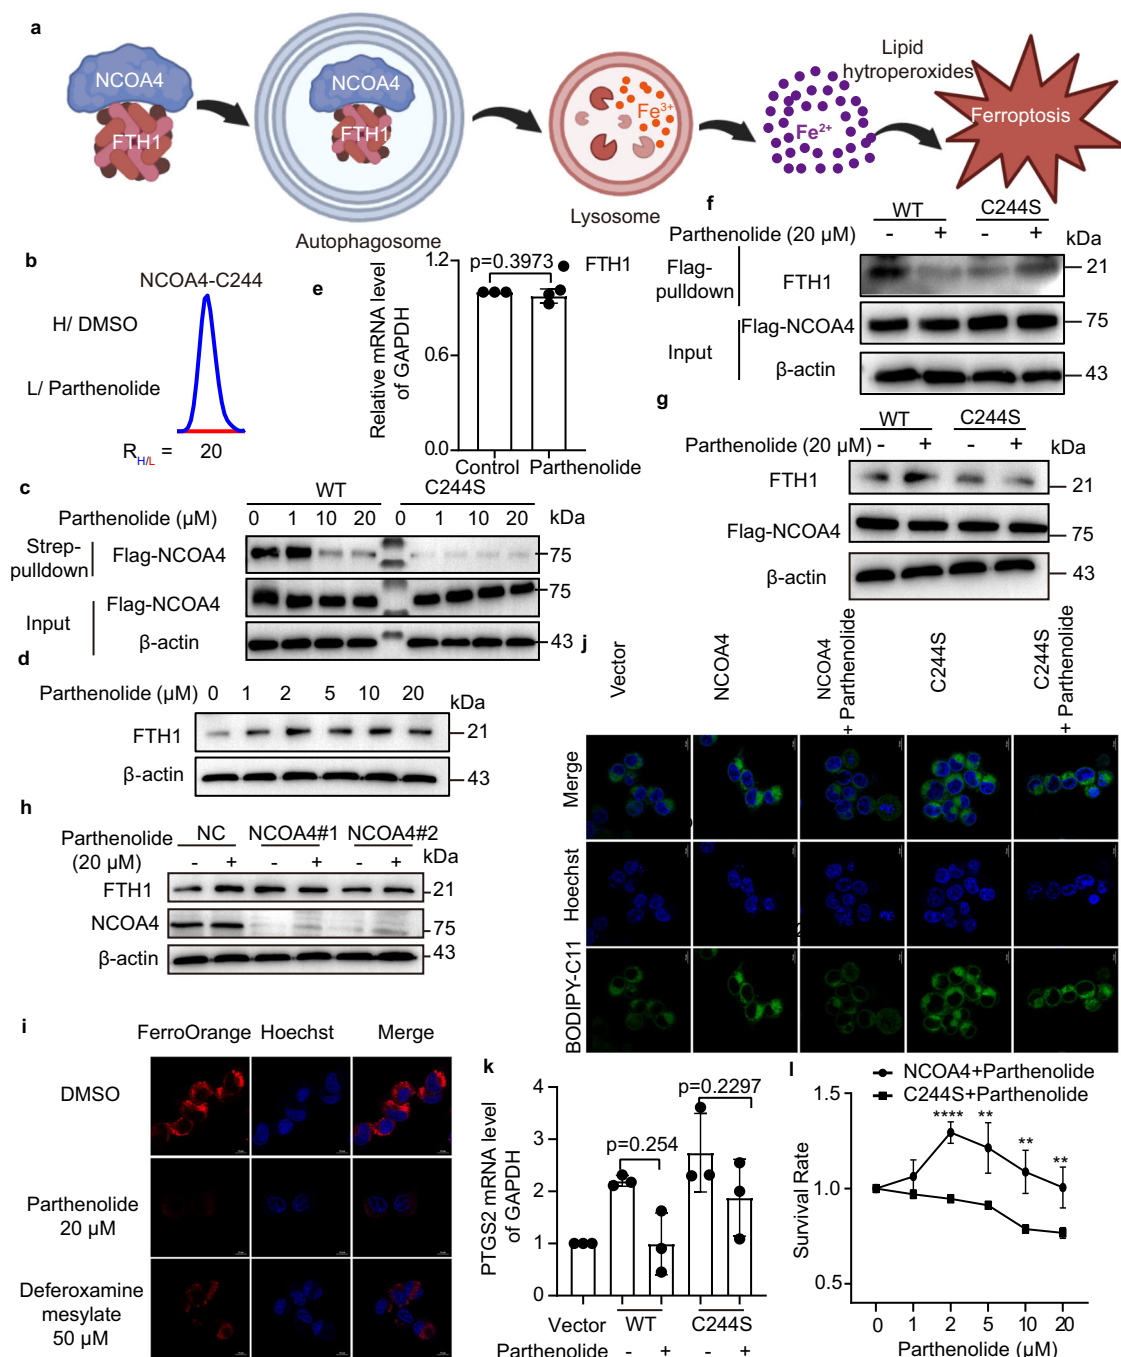 a
NCOA4
FTH1
NCOA4
FTH1
Autophagosome
Fe3+
Lysosome
Fe2+
Lipid
hytroperoxides
Ferroptosis
b
NCOA4-C244
H/ DMSO
L/ Parthenolide
RH/L = 20
e
p=0.3973
FTH1
Relative mRNA level
of GAPDH
1.2
0.6
0.0
Control Parthenolide
f
WT C244S
Parthenolide (20 µM) - + - + kDa
Flag-
pulldown
FTH1 21
Input
Flag-NCOA4 75
β-actin 43
g
WT C244S
Parthenolide (20 µM) - + - + kDa
FTH1 21
Flag-NCOA4 75
β-actin 43
c
WT C244S
Parthenolide (µM) 0 1 10 20 0 1 10 20 kDa
Strep-
pulldown
Flag-NCOA4 75
Input
Flag-NCOA4 75
β-actin 43
d
Parthenolide (µM) 0 1 2 5 10 20 kDa
FTH1 21
β-actin 43
h
Parthenolide
(20 µM)
NC NCOA4#1 NCOA4#2
- + - + - + kDa
FTH1 21
NCOA4 75
β-actin 43
i
FerroOrange Hoechst Merge
DMSO
Parthenolide
20 µM
Deferoxamine
mesylate
50 µM
j
Vector
NCOA4
NCOA4
+ Parthenolide
C244S
C244S
+ Parthenolide
Merge
Hoechst
BODIPY-C11
k
PTGS2 mRNA level
of GAPDH
4
3
2
1
0
p=0.254
p=0.2297
Vector WT C244S
Parthenolide - + - +
l
NCOA4+Parthenolide
C244S+Parthenolide
Survival Rate
1.5
1.0
0.5
**** ** ** **
0 1 2 5 10 20
Parthenolide (µM)